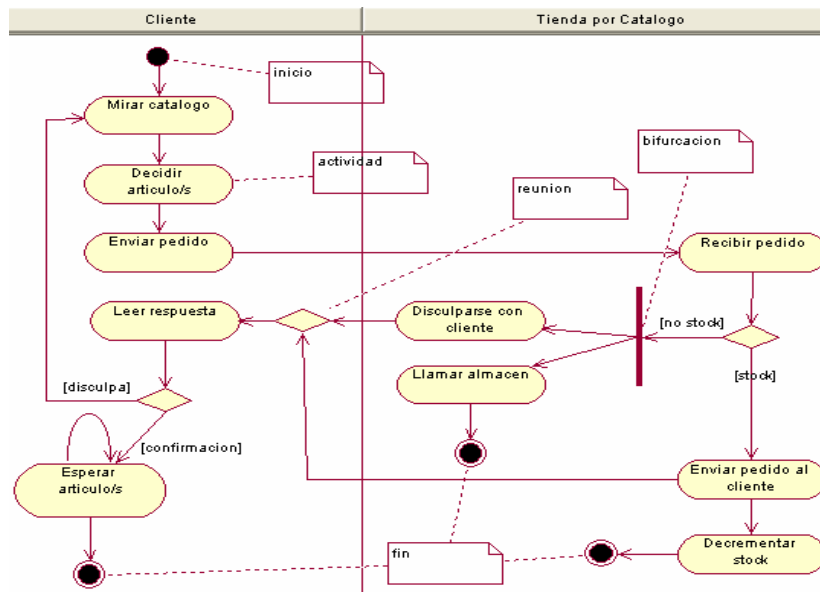 Cliente
Tienda por Catalogo
inicio
Mirar catalogo
bifurcacion
actividad
Decidir
articulo/s
reunion
Enviar pedido
Recibir pedido
Leer respuesta
Disculparse con
cliente
[no stock]
Llamar almacen
[stock]
[disculpa]
[confirmacion]
Esperar
articulo/s
Enviar pedido al
cliente
fin
Decrementar
stock